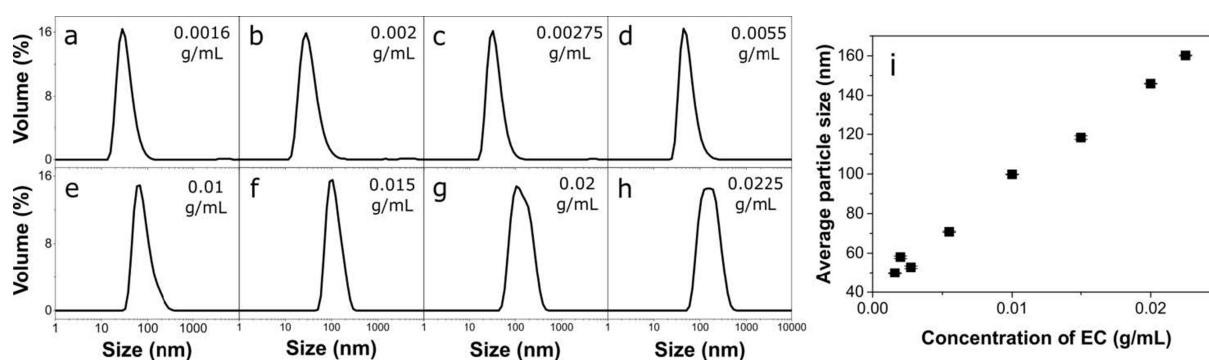 a 0.0016
g/mL
b 0.002
g/mL
c 0.00275
g/mL
d 0.0055
g/mL
Volume (%)
16
8
0
e 0.01
g/mL
f 0.015
g/mL
g 0.02
g/mL
h 0.0225
g/mL
Volume (%)
16
8
0
1 10 100 1000 1 10 100 1000 1 10 100 1000 1 10 100 1000 10000
Size (nm) Size (nm) Size (nm) Size (nm)
i
Average particle size (nm)
160
140
120
100
80
60
40
0.00 0.01 0.02
Concentration of EC (g/mL)